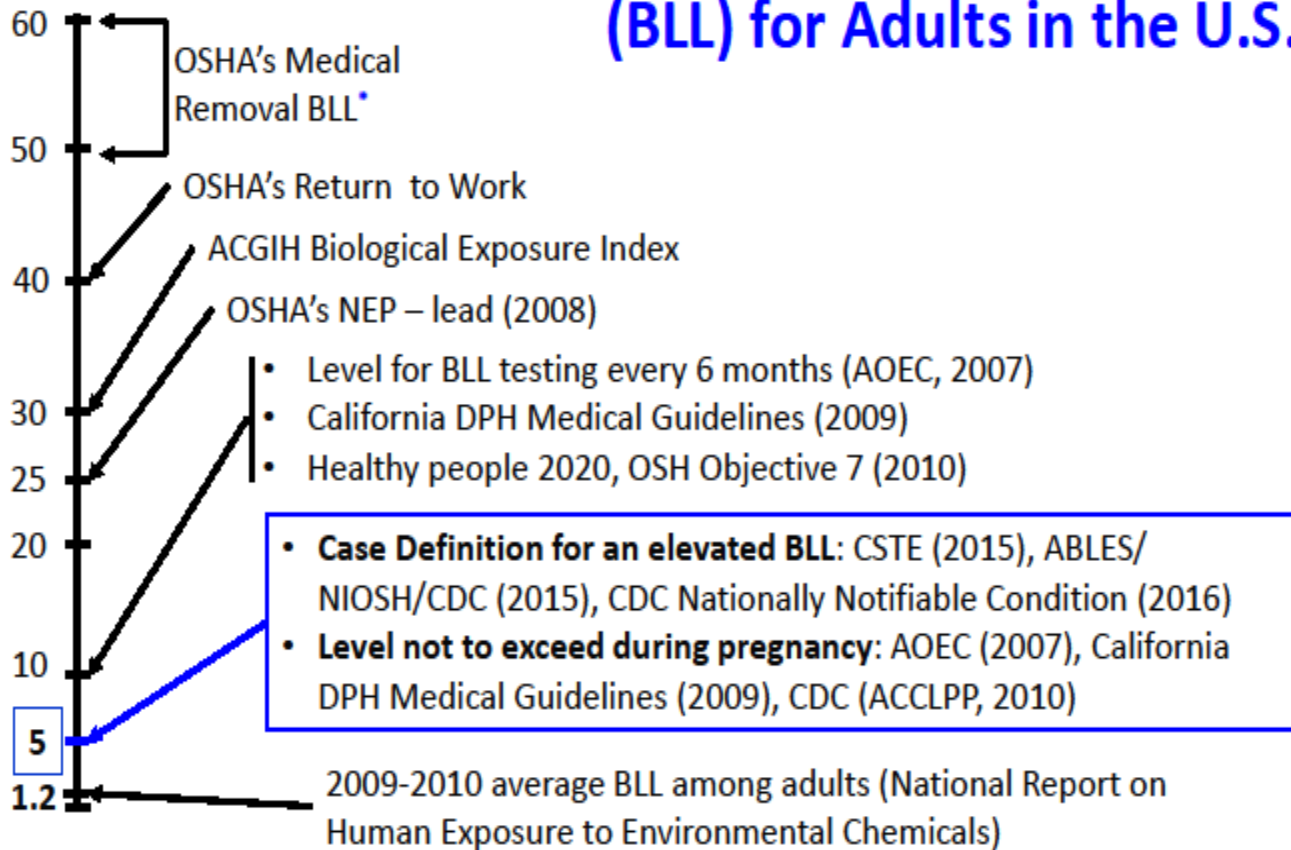 (BLL) for Adults in the U.S.
60
OSHA's Medical
Removal BLL*
50
OSHA's Return to Work
ACGIH Biological Exposure Index
40
OSHA's NEP – lead (2008)
• Level for BLL testing every 6 months (AOEC, 2007)
30
• California DPH Medical Guidelines (2009)
• Healthy people 2020, OSH Objective 7 (2010)
25
20
• Case Definition for an elevated BLL: CSTE (2015), ABLES/
NIOSH/CDC (2015), CDC Nationally Notifiable Condition (2016)
• Level not to exceed during pregnancy: AOEC (2007), California
DPH Medical Guidelines (2009), CDC (ACCLPP, 2010)
10
5
1.2
2009-2010 average BLL among adults (National Report on
Human Exposure to Environmental Chemicals)